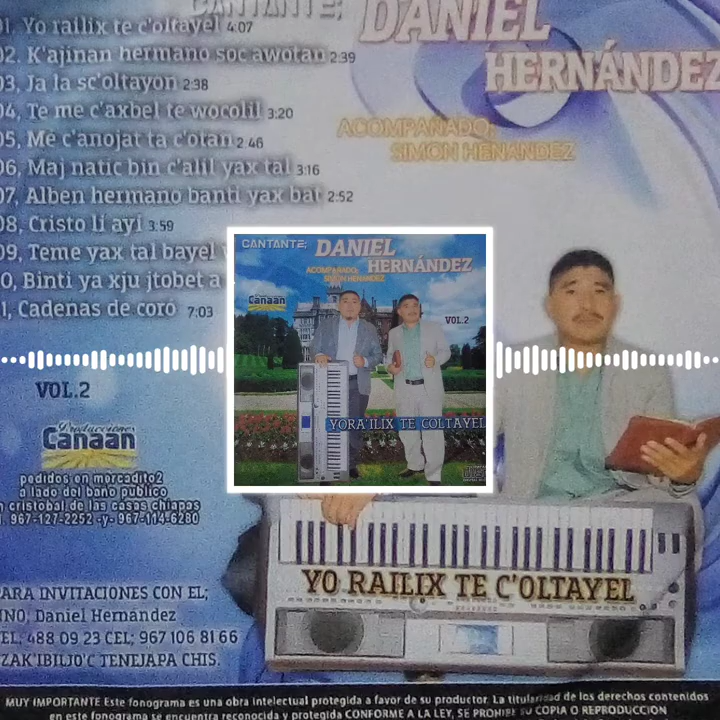 CANTANTE;
DANIEL
HERNÁNDEZ
ACOMPAÑADO;
SIMON HENANDEZ
01, Yo railix te c'oltayel 4:07
02. K'ajinan hermano soc awotan 2:39
03, Ja la sc'oltayon 2:38
04, Te me c'axbel te wocolil 3:20
05, Me c'anojat ta c'otan 2 46
06, Maj natic bin c'alil yax tal 3:16
07, Alben hermano banti yax bat 2:52
08, Cristo li ayi 3:59
09, Teme yax tal bayel
0, Binti ya xju jtobet a
1, Cadenas de coró 7:03
VOL.2
Producciones
Canaan
pedidos en mercadito2
a lado del baño publico
n cristobal de las casas chiapas
l. 967-127-2252 -y- 967-114-6280
ARA INVITACIONES CON EL;
NO, Daniel Hernández
EL, 488 09 23 CEL; 967 106 81 66
ZAK'IBILJO'C TENEJAPA CHIS.
CANTANTE; DANIEL
HERNÁNDEZ
ACOMPAÑADO;
SIMON HENANDEZ
Canaan
VOL.2
YORA'ILIX TE COLTAYEL
YO RAILIX TE C'OLTAYEL
MUY IMPORTANTE Este fonograma es una obra intelectual protegida a favor de su productor. La titularidad de los derechos contenidos
en este fonograma se encuentra reconocida y protegida CONFORME A LA LEY, SE PROHIBE SU COPIA O REPRODUCCION